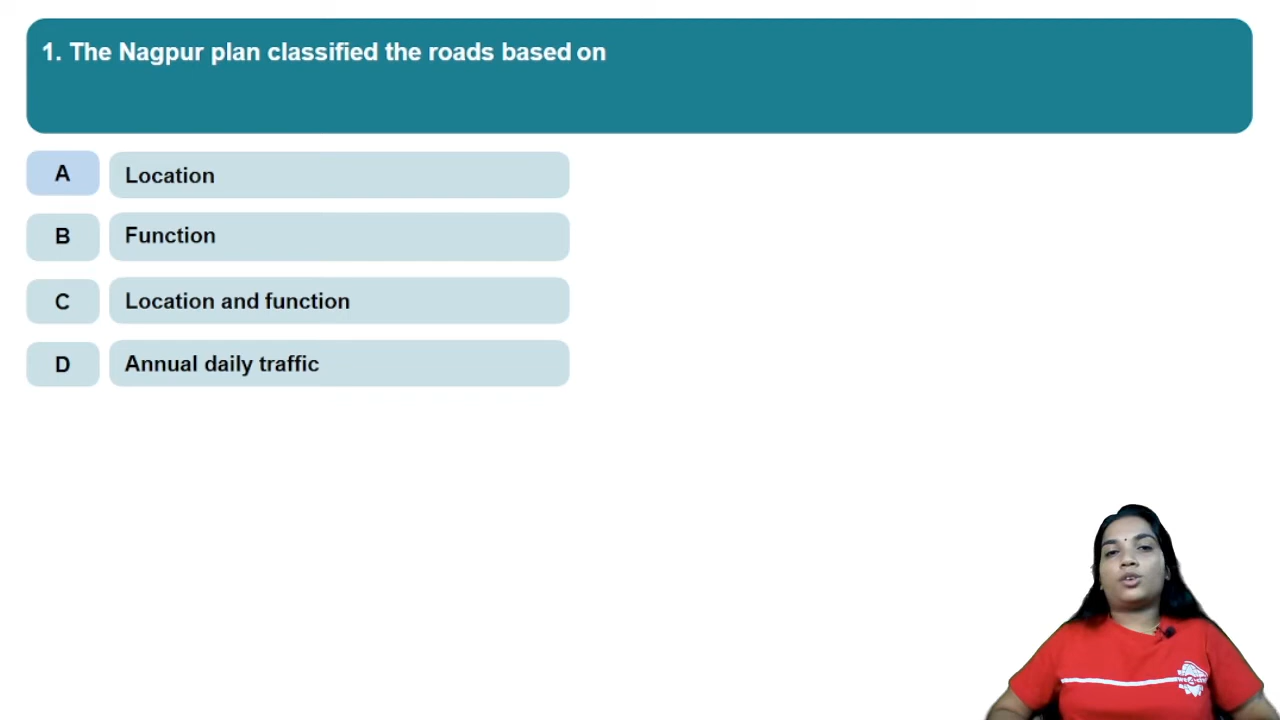 1. The Nagpur plan classified the roads based on
A Location
B Function
C Location and function
D Annual daily traffic